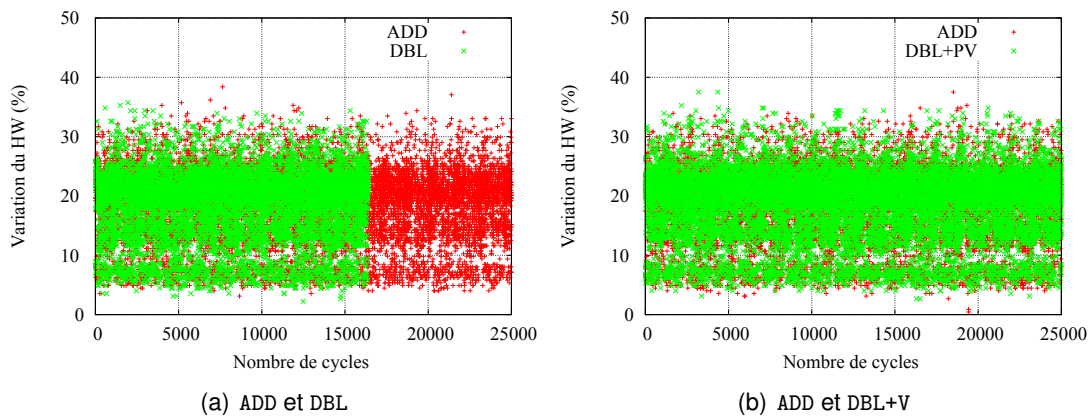 50
40
30
20
10
0
Variation du HW (%)
ADD
DBL
0 5000 10000 15000 20000 25000
Nombre de cycles
(a) ADD et DBL
50
40
30
20
10
0
Variation du HW (%)
ADD
DBL+PV
0 5000 10000 15000 20000 25000
Nombre de cycles
(b) ADD et DBL+V